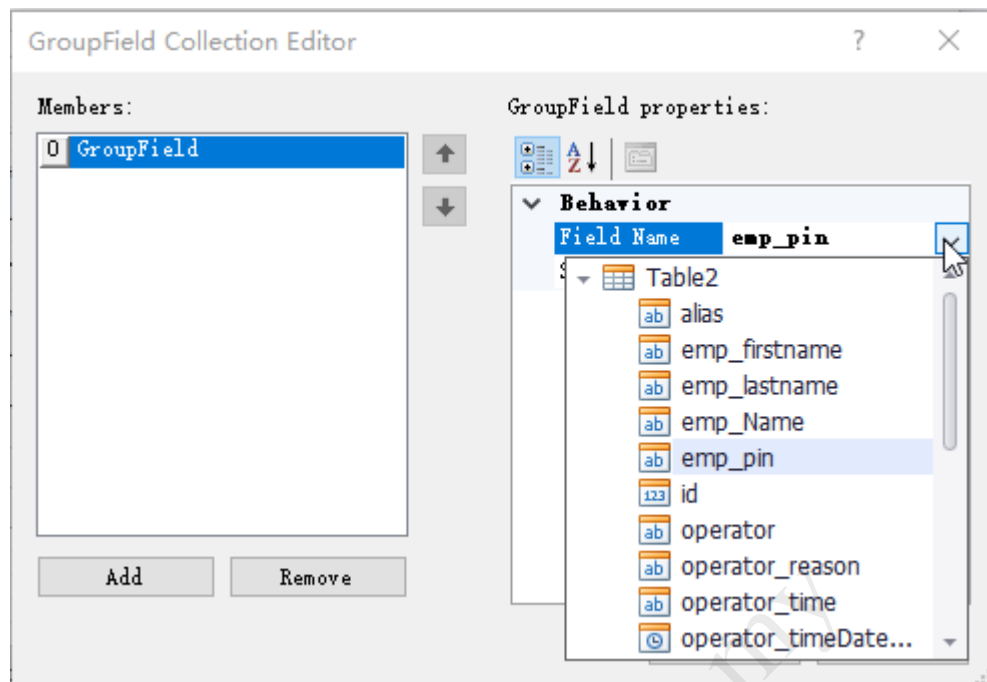 GroupField Collection Editor
Members:
GroupField properties:
0 GroupField
Behavior
Field Name emp_pin
Table2
alias
emp_firstname
emp_lastname
emp_Name
emp_pin
id
operator
operator_reason
operator_time
operator_timeDate...
Add Remove